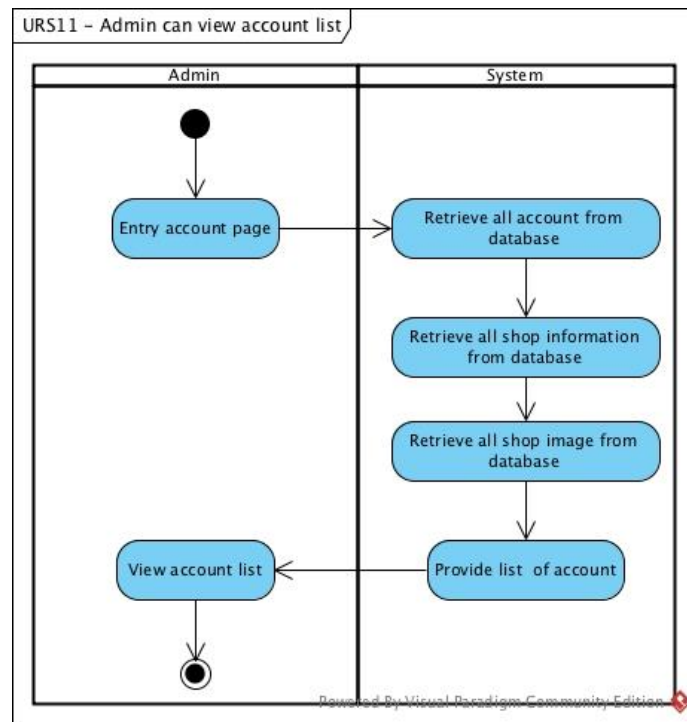 URS11 - Admin can view account list
Admin
System
Entry account page
Retrieve all account from
database
Retrieve all shop information
from database
Retrieve all shop image from
database
View account list
Provide list of account
Powered By Visual Paradigm Community Edition